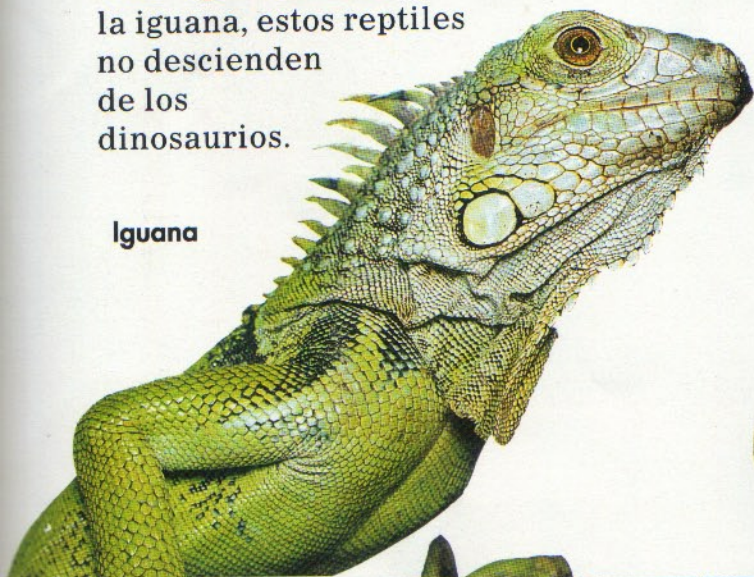 la iguana, estos reptiles
no descienden
de los
dinosaurios.
Iguana